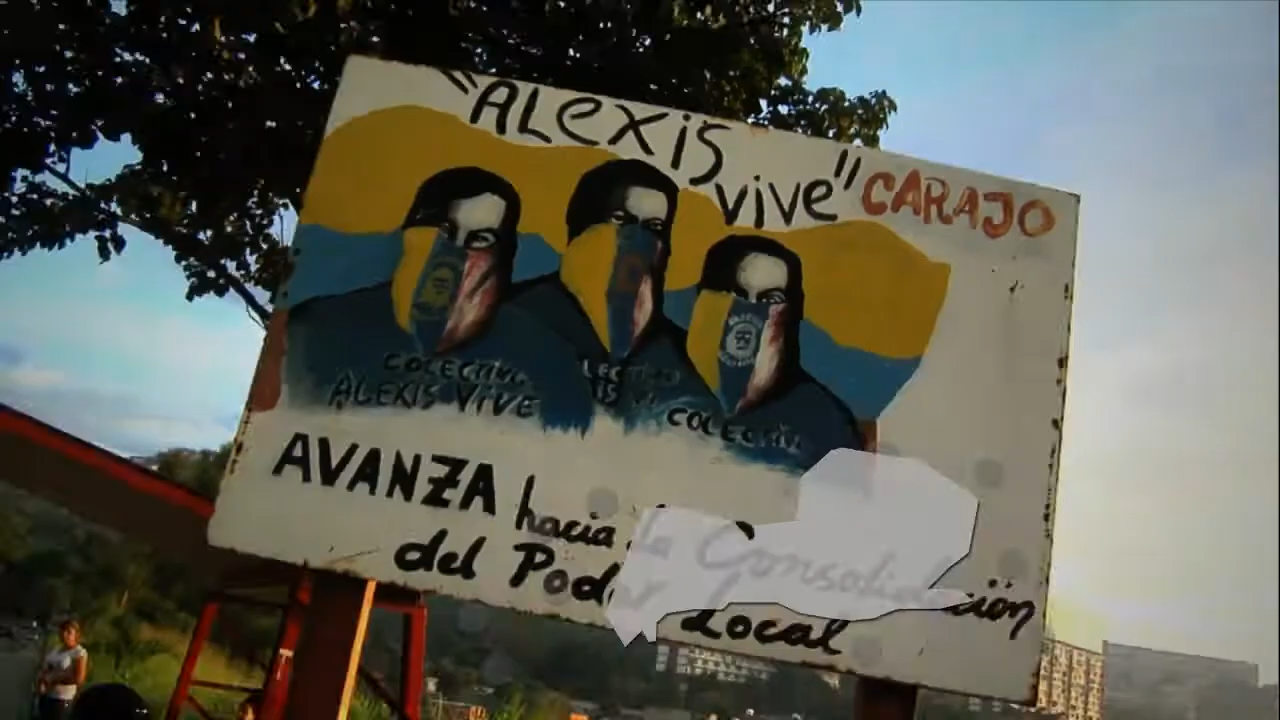 "ALEXIS vive" CARAJO
COLECTIVO
ALEXIS VIVE
COLECTIVO
AVANZA hacia la Consolidación
del Poder Local